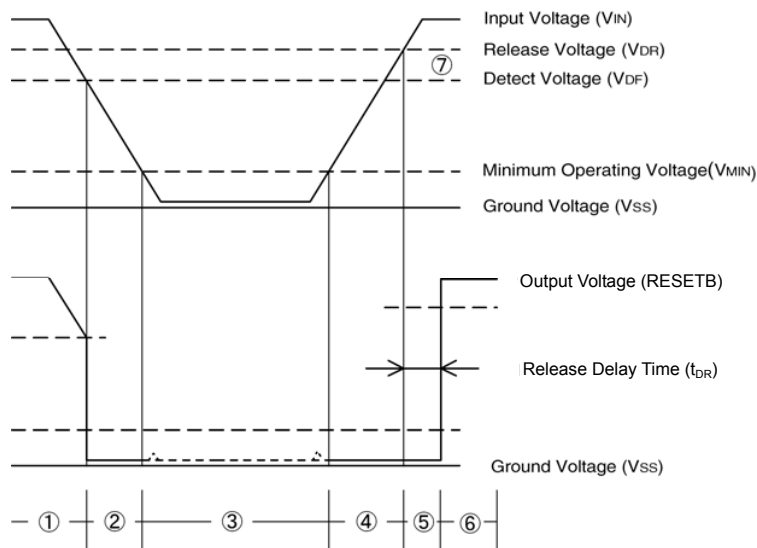 Input Voltage (VIN)
Release Voltage (VDR)
⑦
Detect Voltage (VDF)
Minimum Operating Voltage(VMIN)
Ground Voltage (VSS)
Output Voltage (RESETB)
Release Delay Time (tDR)
Ground Voltage (VSS)
① ② ③ ④ ⑤ ⑥